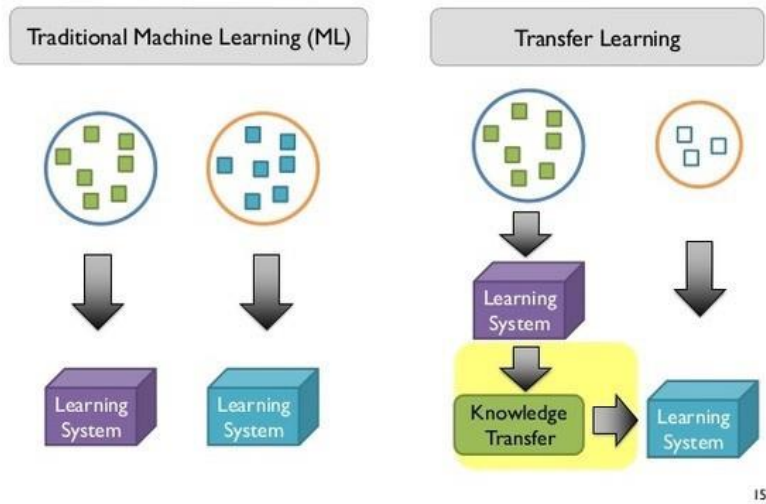 Traditional Machine Learning (ML)
Transfer Learning
Learning
System
Learning
System
Learning
System
Knowledge
Transfer
Learning
System
15